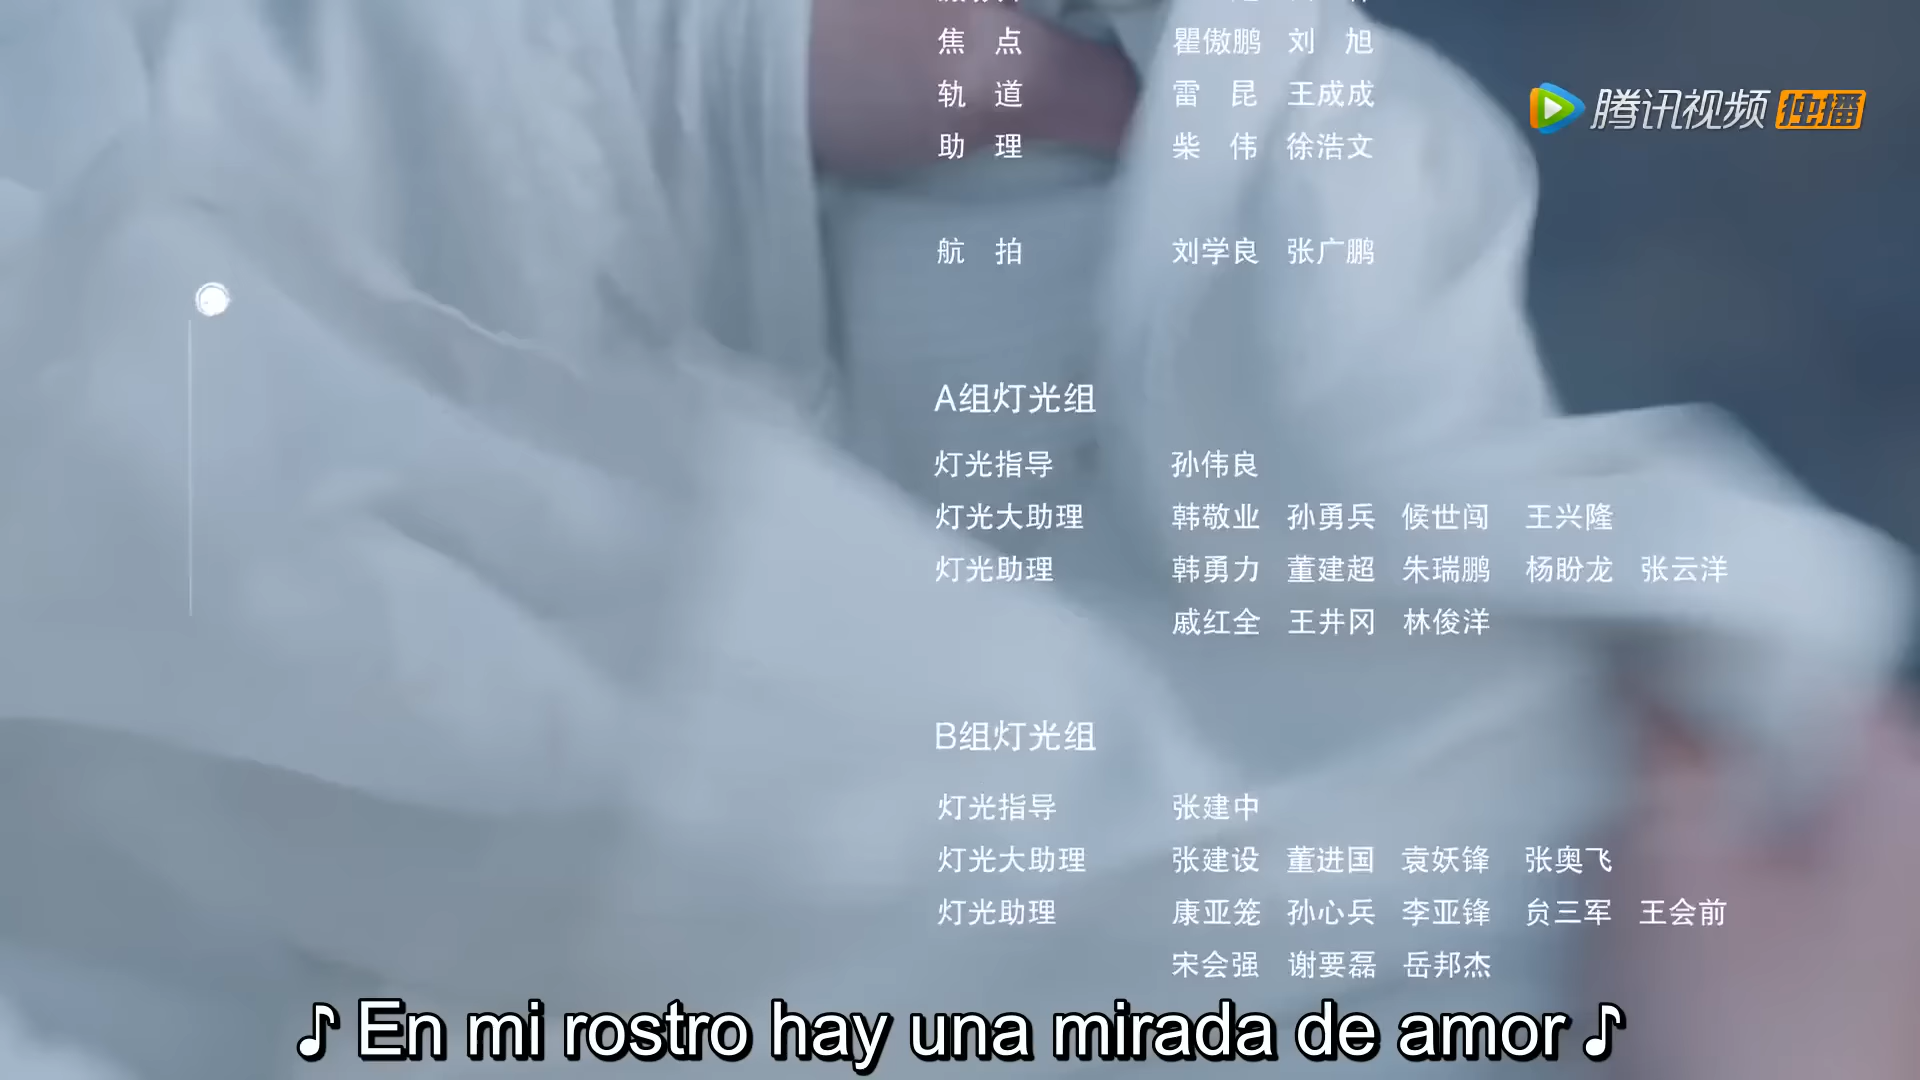 焦 点 瞿傲鹏 刘 旭
轨 道 雷 昆 王成成
助 理 柴 伟 徐浩文
航 拍 刘学良 张广鹏
腾讯视频 独播
A组灯光组
灯光指导 孙伟良
灯光大助理 韩敬业 孙勇兵 候世闯 王兴隆
灯光助理 韩勇力 董建超 朱瑞鹏 杨盼龙 张云洋
戚红全 王井冈 林俊洋
B组灯光组
灯光指导 张建中
灯光大助理 张建设 董进国 袁妖锋 张奥飞
灯光助理 康亚笼 孙心兵 李亚锋 贠三军 王会前
宋会强 谢要磊 岳邦杰
♪ En mi rostro hay una mirada de amor ♪